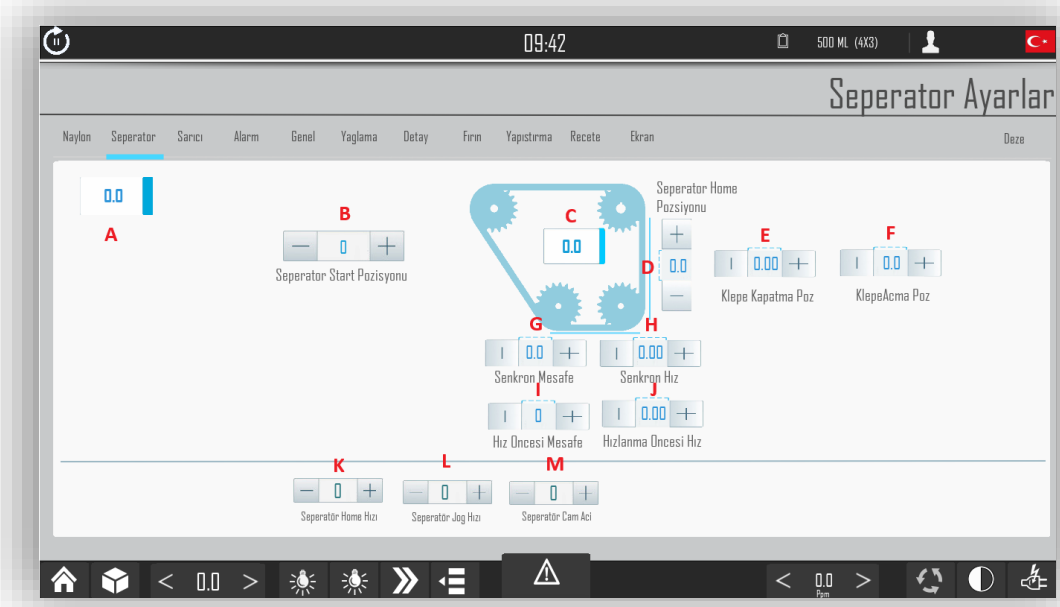 09:42
500 ML (4X3)
Seperator Ayarlar
Naylon Seperator Sarıcı Alarm Genel Yaglama Detay Fırın Yapıstırma Recete Ekran Deze
0.0
A
B
0
Seperator Start Pozisyonu
C
0.0
Seperator Home
Pozsiyonu
D
0.0
E
0.00
Klepe Kapatma Poz
F
0.0
KlepeAcma Poz
G
0.0
Senkron Mesafe
H
0.00
Senkron Hız
I
0
Hız Oncesi Mesafe
J
0.00
Hızlanma Oncesi Hız
K
0
Seperatör Home Hızı
L
0
Seperatör Jog Hızı
M
0
Seperatör Cam Aci
< 0.0 >
< 0.0 >
Ppm